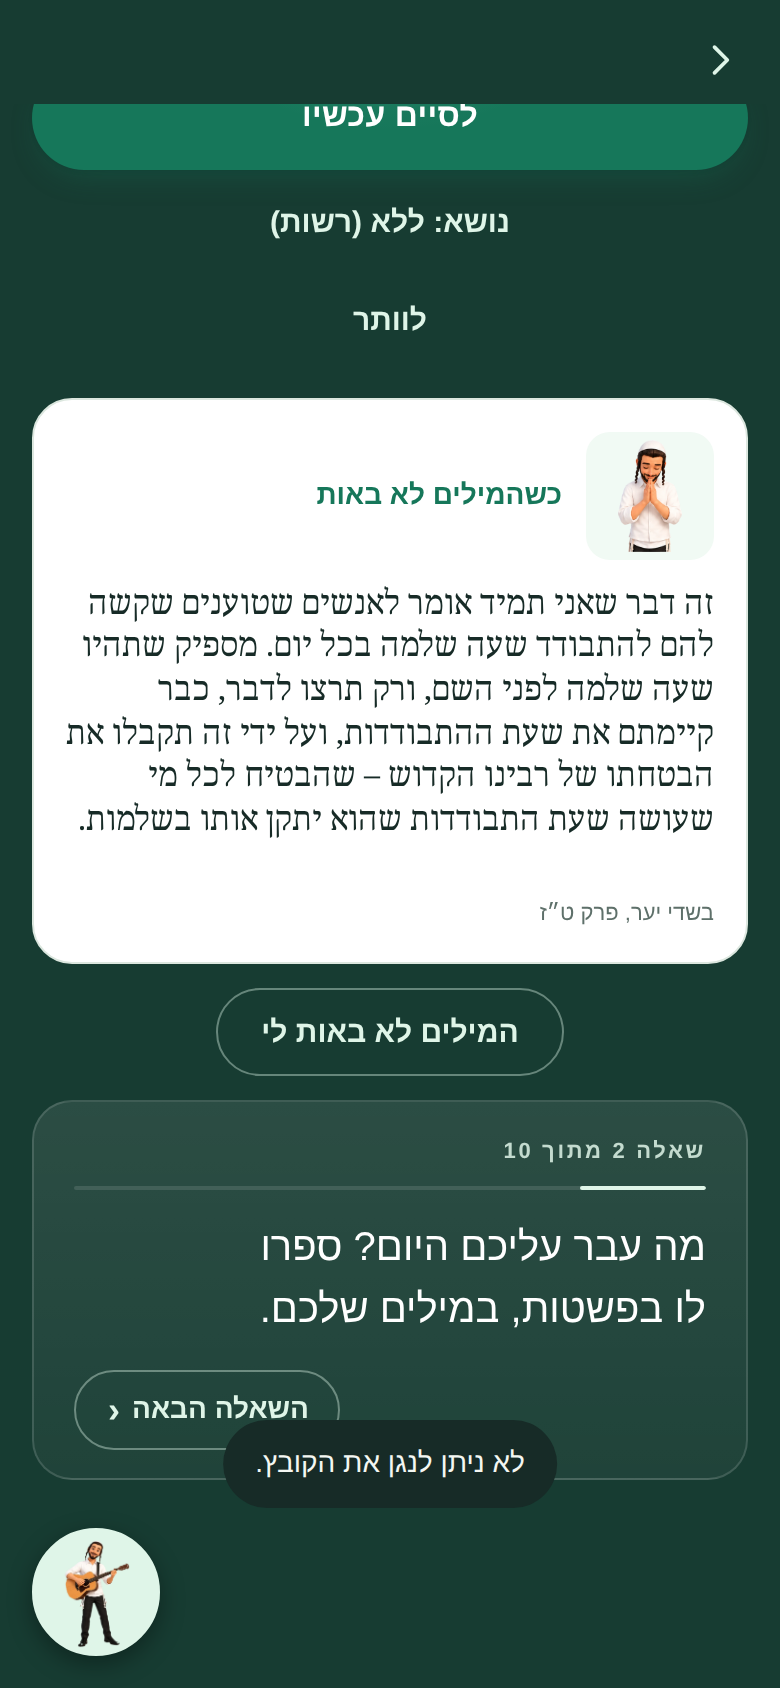 לסיים עכשיו
נושא: ללא (רשות)
לוותר
כשהמילים לא באות
זה דבר שאני תמיד אומר לאנשים שטוענים שקשה
להם להתבודד שעה שלמה בכל יום. מספיק שתהיו
שעה שלמה לפני השם, ורק תרצו לדבר, כבר
קיימתם את שעת ההתבודדות, ועל ידי זה תקבלו את
הבטחתו של רבינו הקדוש – שהבטיח לכל מי
שעושה שעת התבודדות שהוא יתקן אותו בשלמות.
בשדי יער, פרק ט״ז
המילים לא באות לי
שאלה 2 מתוך 10
מה עבר עליכם היום? ספרו
לו בפשטות, במילים שלכם.
השאלה הבאה ›
לא ניתן לנגן את הקובץ.